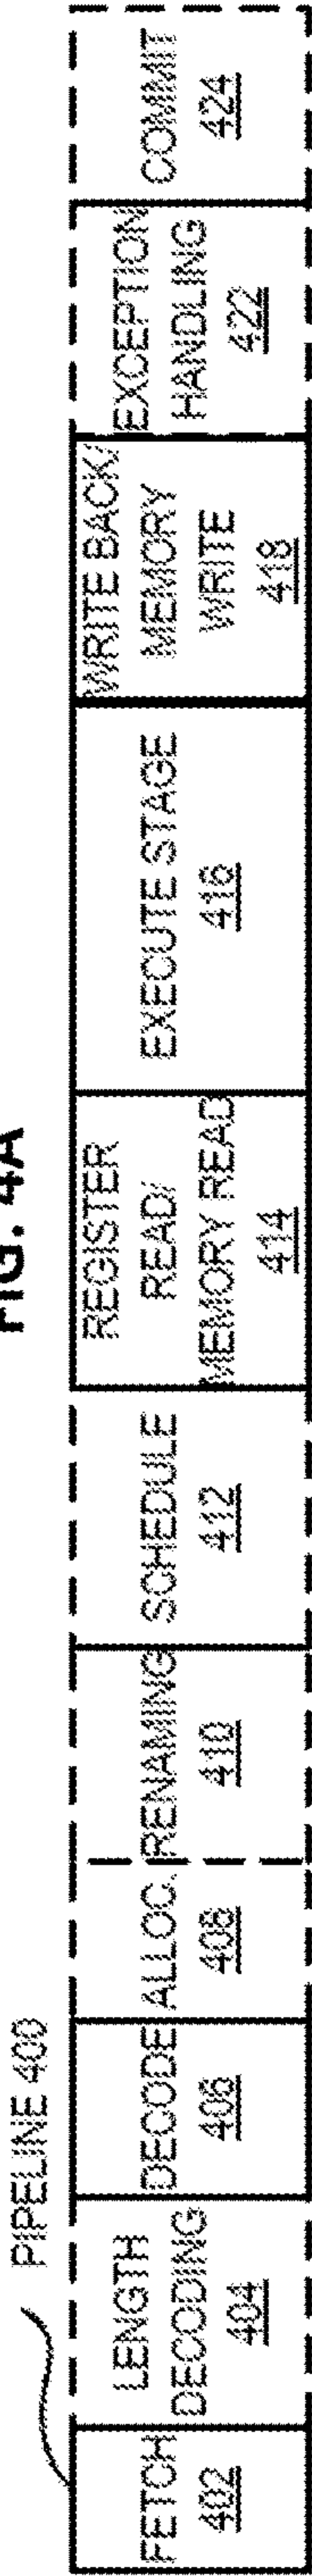 FIG. 4A
PIPELINE 400
FETCH
402
LENGTH
DECODING
404
DECODE
406
ALLOC.
408
RENAMING
410
SCHEDULE
412
REGISTER
READ/
MEMORY READ
414
EXECUTE STAGE
416
WRITE BACK/
MEMORY
WRITE
418
EXCEPTION
HANDLING
422
COMMIT
424